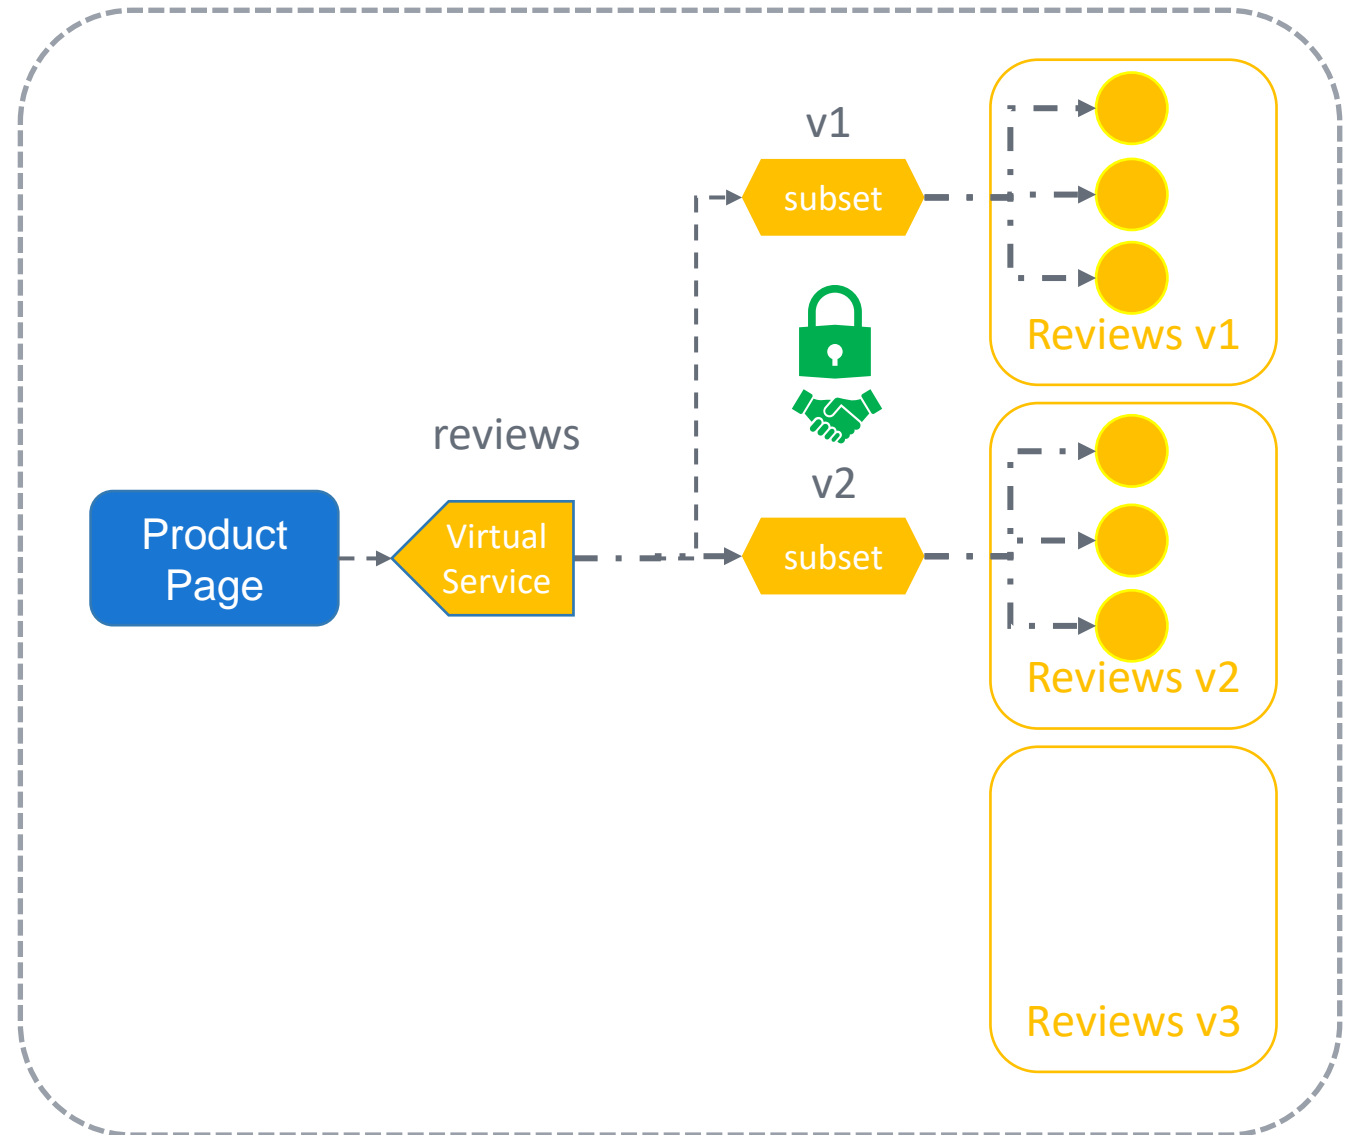 v1
subset
Reviews v1
reviews
v2
Product
Page
Virtual
Service
subset
Reviews v2
Reviews v3